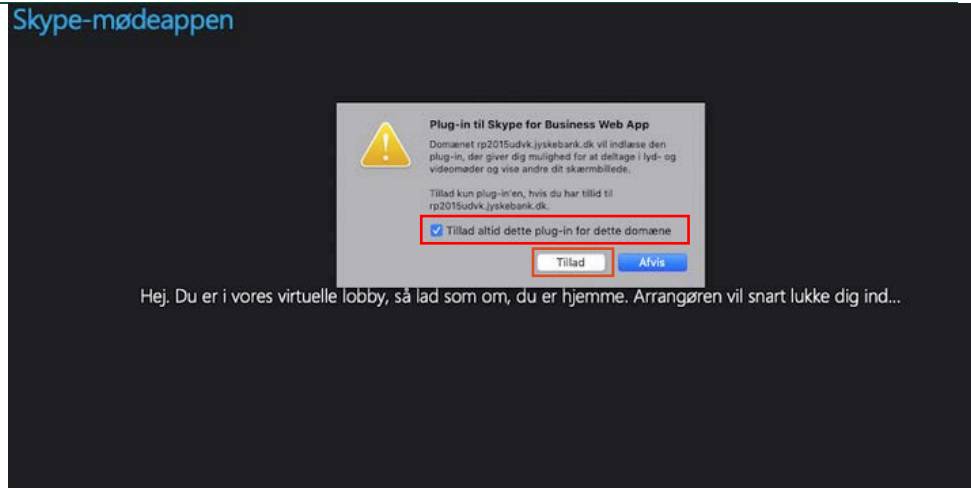 Skype-mødeappen
Plug-in til Skype for Business Web App
Domænet rp2015udvk.jyskebank.dk vil indlæse den
plug-in, der giver dig mulighed for at deltage i lyd- og
videomøder og vise andre dit skærmbillede.
Tillad kun plug-in'en, hvis du har tillid til
rp2015udvk.jyskebank.dk.
Tillad altid dette plug-in for dette domæne
Tillad Afvis
Hej. Du er i vores virtuelle lobby, så lad som om, du er hjemme. Arrangøren vil snart lukke dig ind...